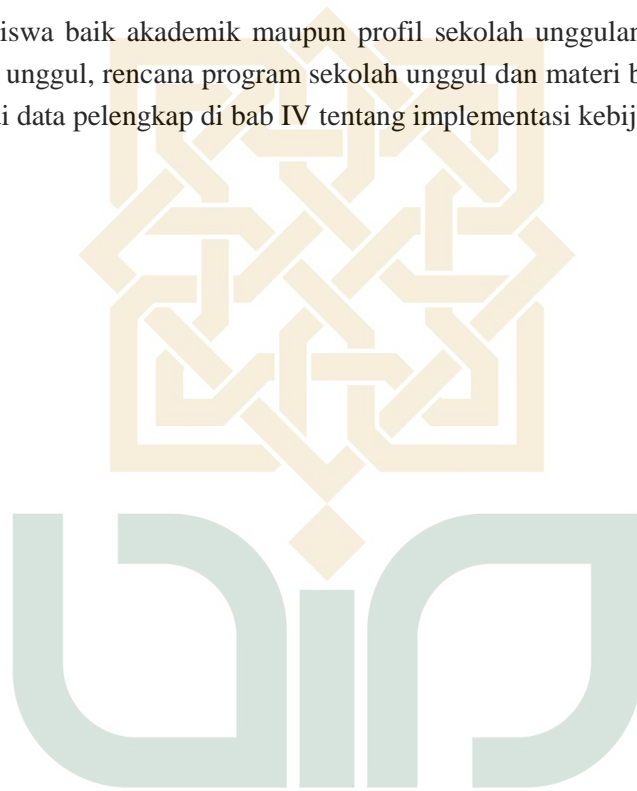 iswa baik akademik maupun profil sekolah unggulan
unggul, rencana program sekolah unggul dan materi b
i data pelengkap di bab IV tentang implementasi kebij